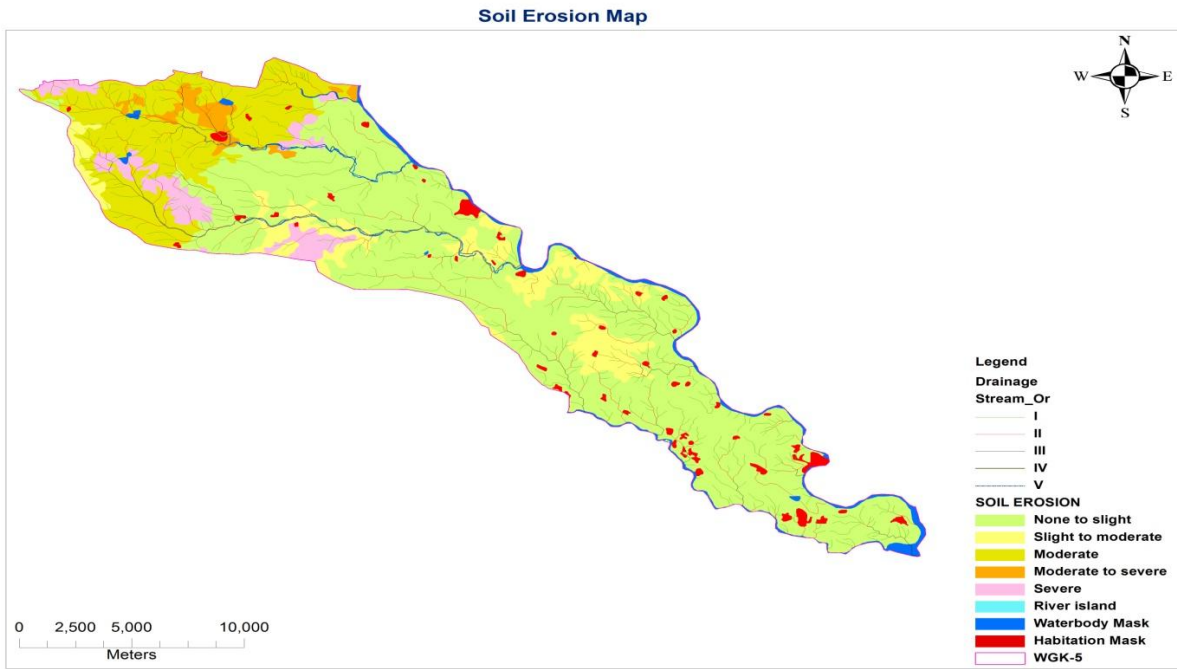 Soil Erosion Map
N
W E
S
Legend
Drainage
Stream_Or
I
II
III
IV
V
SOIL EROSION
None to slight
Slight to moderate
Moderate
Moderate to severe
Severe
River island
Waterbody Mask
Habitation Mask
WGK-5
0 2,500 5,000 10,000
Meters